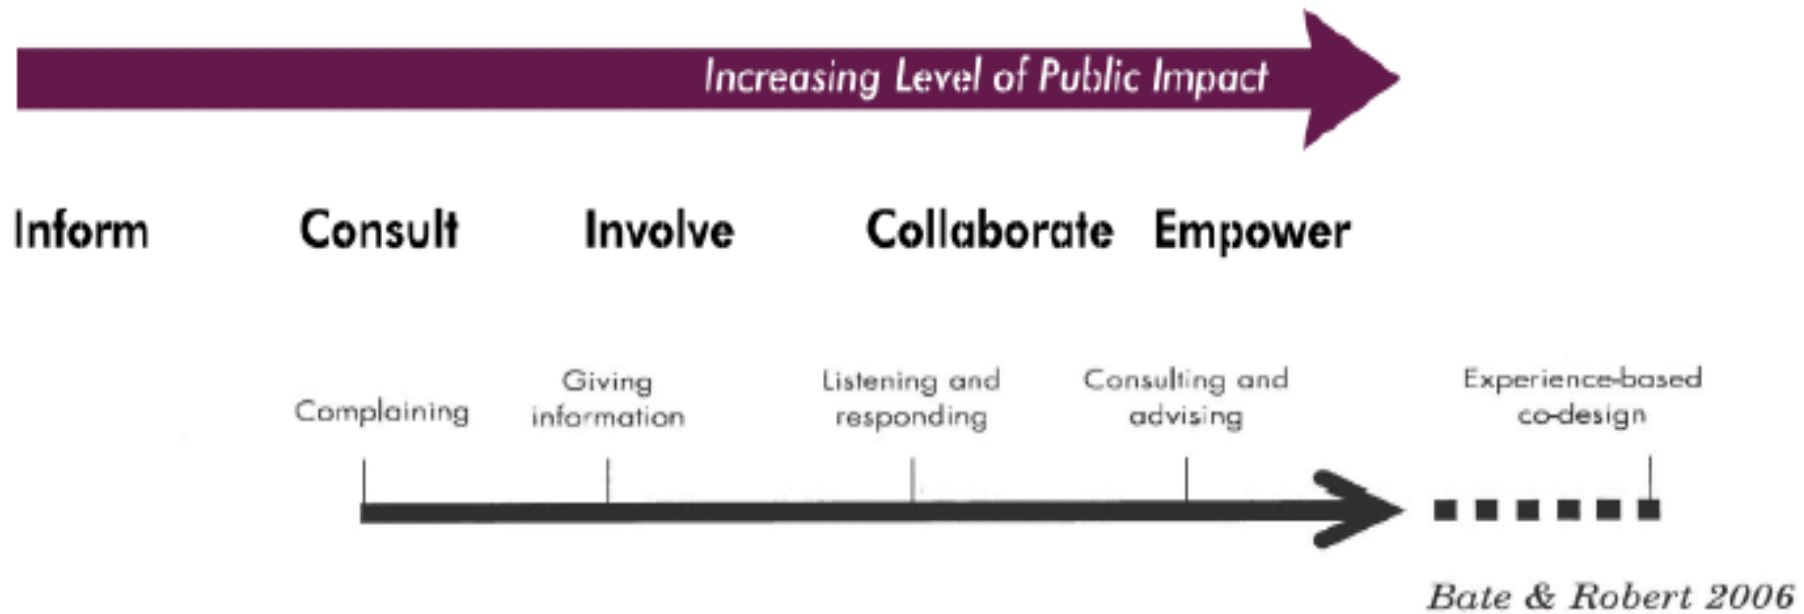 Increasing Level of Public Impact
Inform Consult Involve Collaborate Empower
Complaining
Giving
information
Listening and
responding
Consulting and
advising
Experience-based
co-design
Bate & Robert 2006